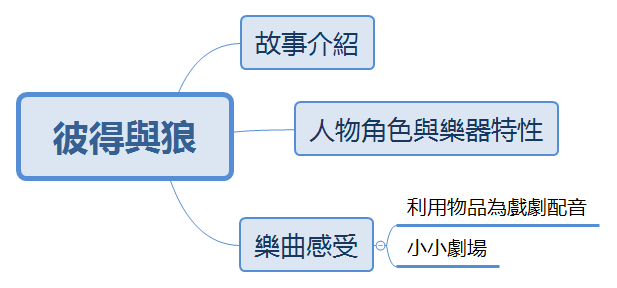 故事介紹
彼得與狼
人物角色與樂器特性
樂曲感受
利用物品為戲劇配音
小小劇場